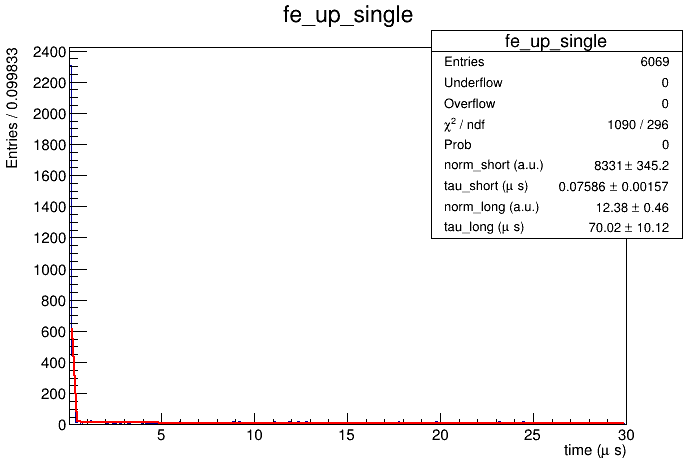 fe_up_single
fe_up_single
Entries 6069
Underflow 0
Overflow 0
χ² / ndf 1090 / 296
Prob 0
norm_short (a.u.) 8331 ± 345.2
tau_short (μ s) 0.07586 ± 0.00157
norm_long (a.u.) 12.38 ± 0.46
tau_long (μ s) 70.02 ± 10.12
Entries / 0.099833
2400
2200
2000
1800
1600
1400
1200
1000
800
600
400
200
0
5 10 15 20 25 30
time (μ s)